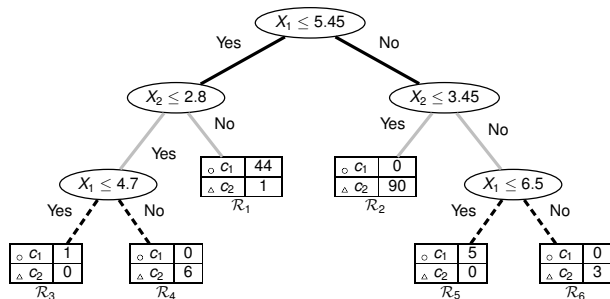 X₁ ≤ 5.45
Yes No
X₂ ≤ 2.8 X₂ ≤ 3.45
No Yes
Yes No
c₁ 44 c₁ 0
c₂ 1 c₂ 90
R₁ R₂
X₁ ≤ 4.7 X₁ ≤ 6.5
Yes No Yes No
c₁ 1 c₁ 0 c₁ 5 c₁ 0
c₂ 0 c₂ 6 c₂ 0 c₂ 3
R₃ R₄ R₅ R₆